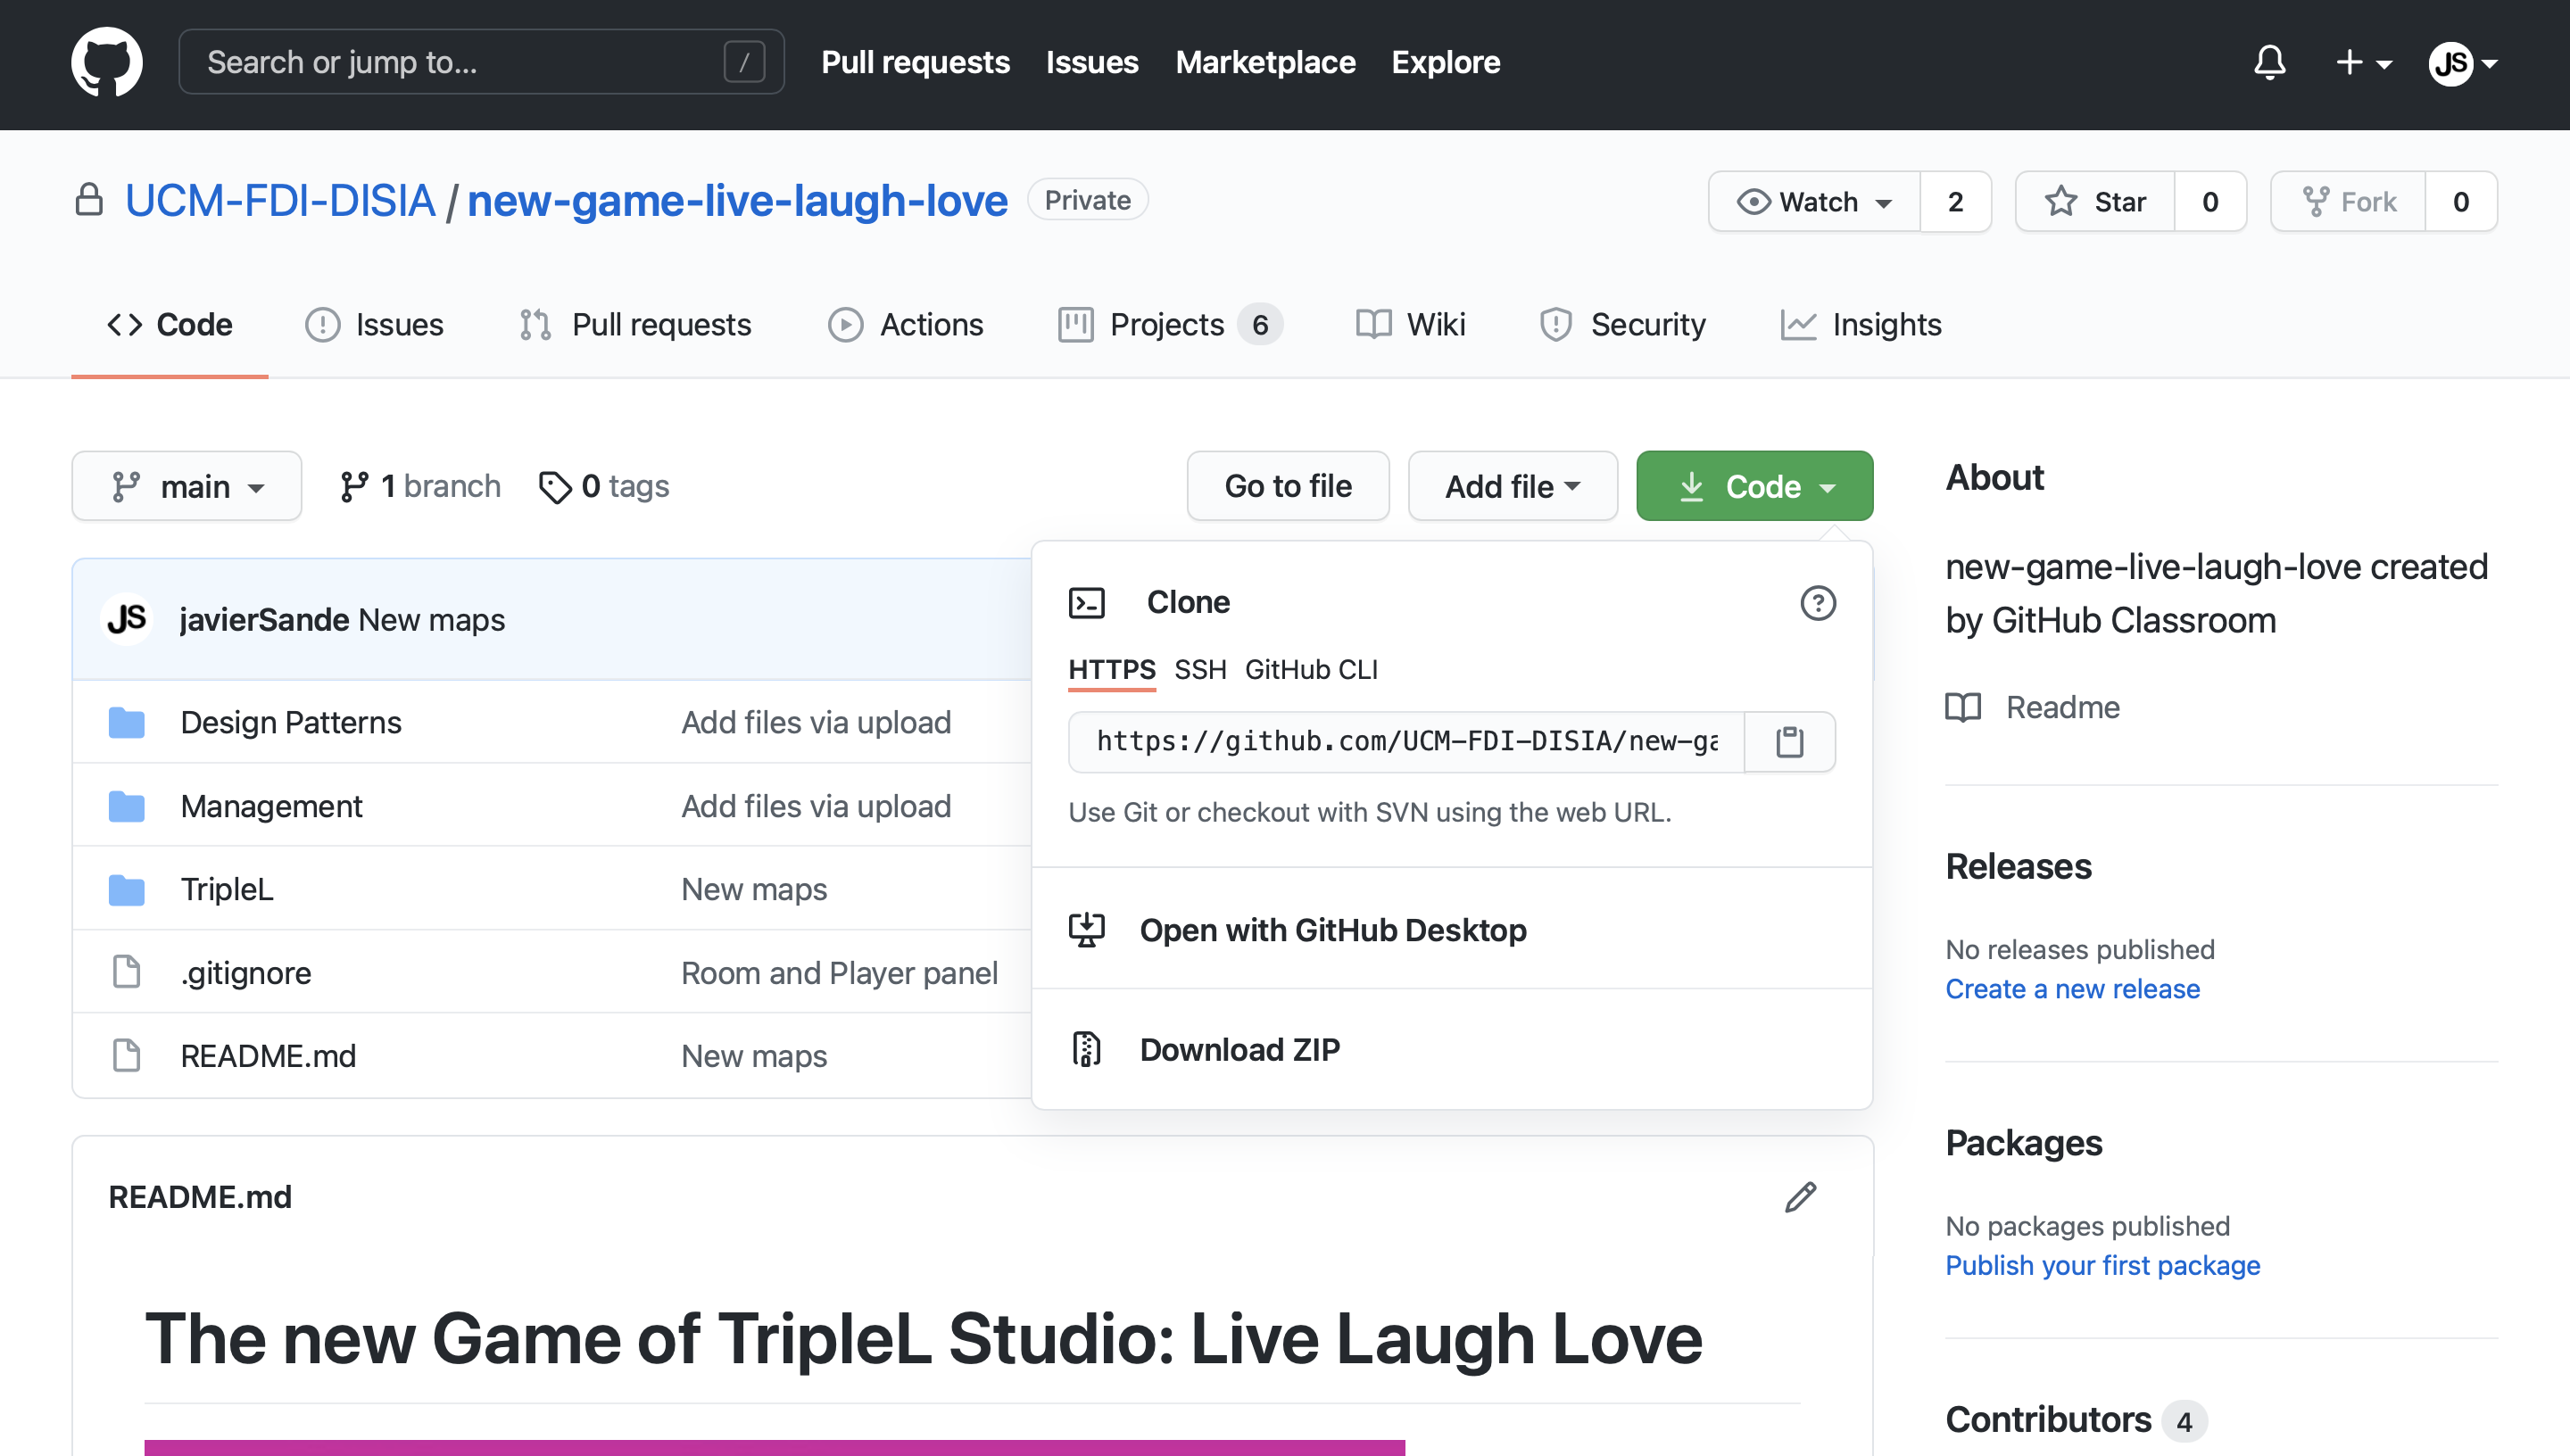 Search or jump to... /
Pull requests Issues Marketplace Explore
JS
UCM-FDI-DISIA / new-game-live-laugh-love Private
Watch 2 Star 0 Fork 0
Code Issues Pull requests Actions Projects 6 Wiki Security Insights
main 1 branch 0 tags
Go to file Add file Code
JS javierSande New maps
Design Patterns Add files via upload
Management Add files via upload
TripleL New maps
.gitignore Room and Player panel
README.md New maps
Clone ?
HTTPS SSH GitHub CLI
https://github.com/UCM-FDI-DISIA/new-ga
Use Git or checkout with SVN using the web URL.
Open with GitHub Desktop
Download ZIP
README.md
The new Game of TripleL Studio: Live Laugh Love
About
new-game-live-laugh-love created
by GitHub Classroom
Readme
Releases
No releases published
Create a new release
Packages
No packages published
Publish your first package
Contributors 4